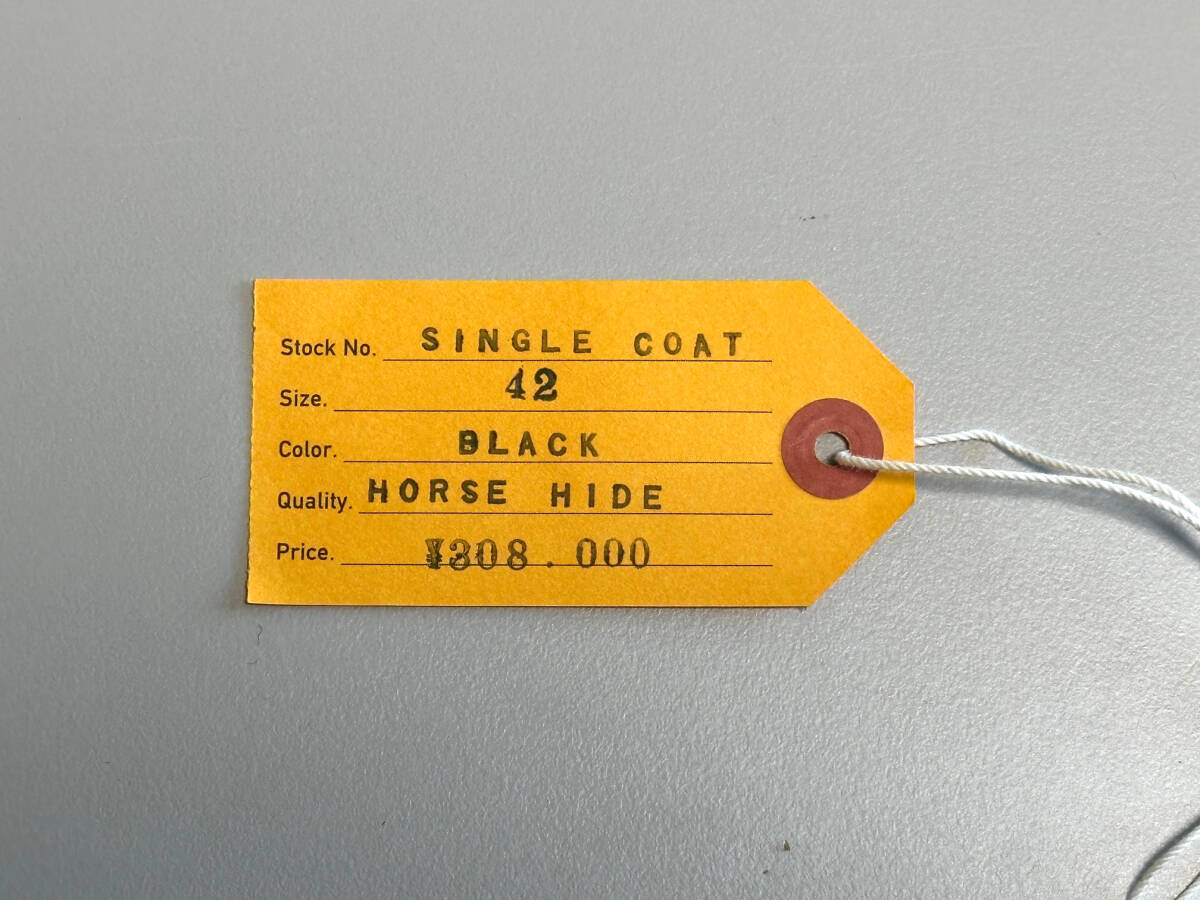 Stock No. SINGLE COAT
Size. 42
Color. BLACK
Quality. HORSE HIDE
Price. ¥308.000